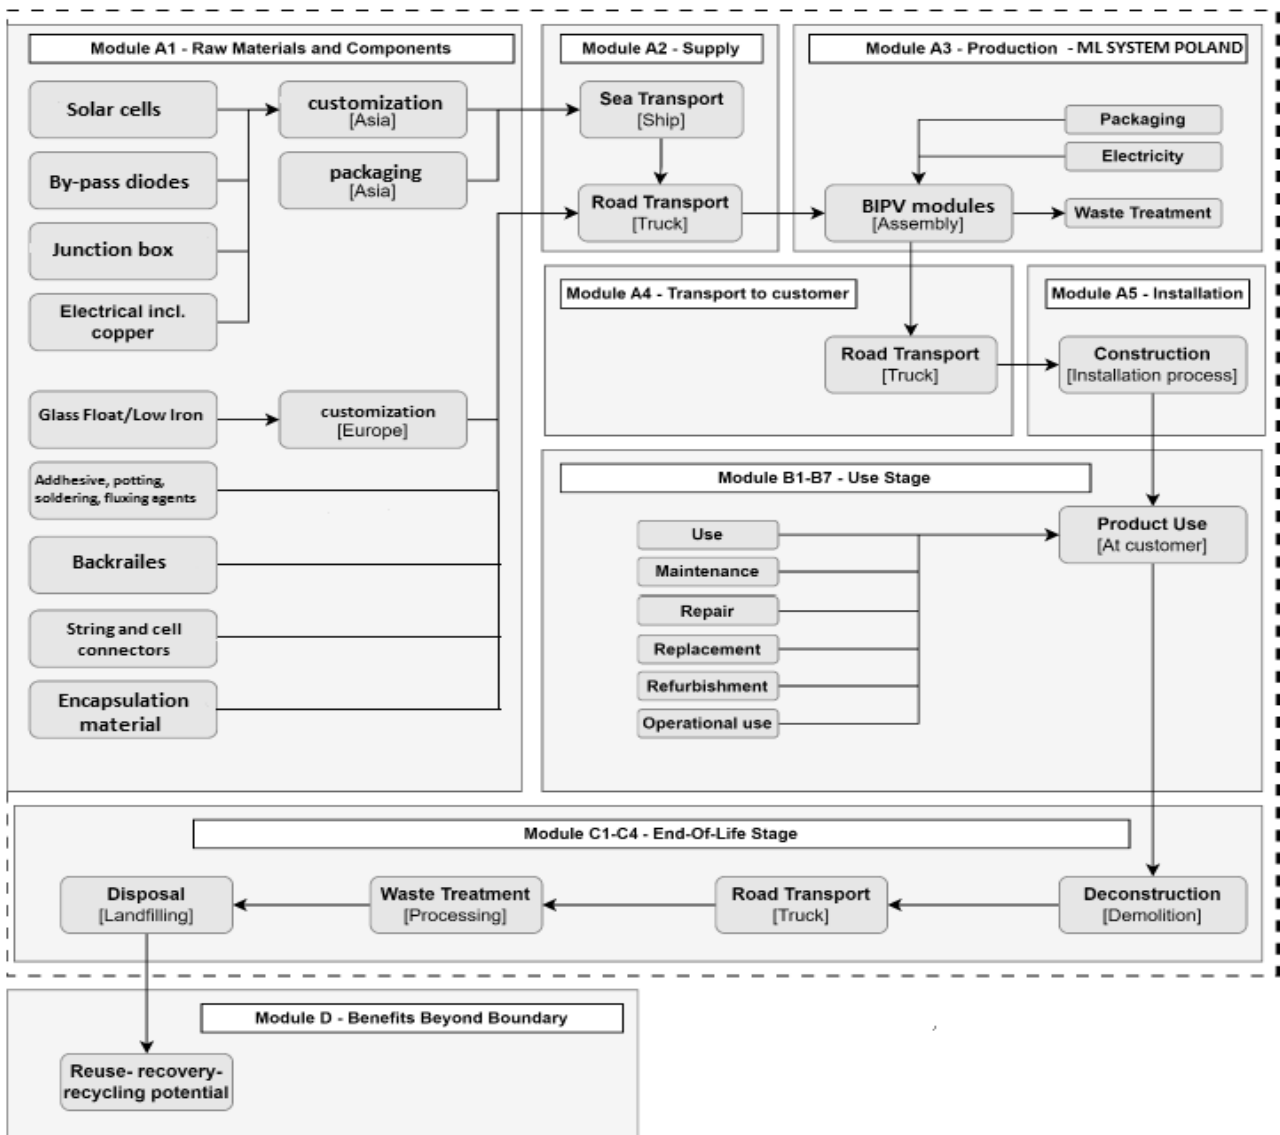 Module A1 - Raw Materials and Components
Solar cells
customization
[Asia]
By-pass diodes
packaging
[Asia]
Junction box
Electrical incl.
copper
Glass Float/Low Iron
customization
[Europe]
Addhesive, potting,
soldering, fluxing agents
Backrailes
String and cell
connectors
Encapsulation
material
Module A2 - Supply
Sea Transport
[Ship]
Road Transport
[Truck]
Module A3 - Production - ML SYSTEM POLAND
Packaging
Electricity
BIPV modules
[Assembly]
Waste Treatment
Module A4 - Transport to customer
Road Transport
[Truck]
Module A5 - Installation
Construction
[Installation process]
Module B1-B7 - Use Stage
Use
Maintenance
Repair
Replacement
Refurbishment
Operational use
Product Use
[At customer]
Module C1-C4 - End-Of-Life Stage
Disposal
[Landfilling]
Waste Treatment
[Processing]
Road Transport
[Truck]
Deconstruction
[Demolition]
Module D - Benefits Beyond Boundary
Reuse- recovery-
recycling potential